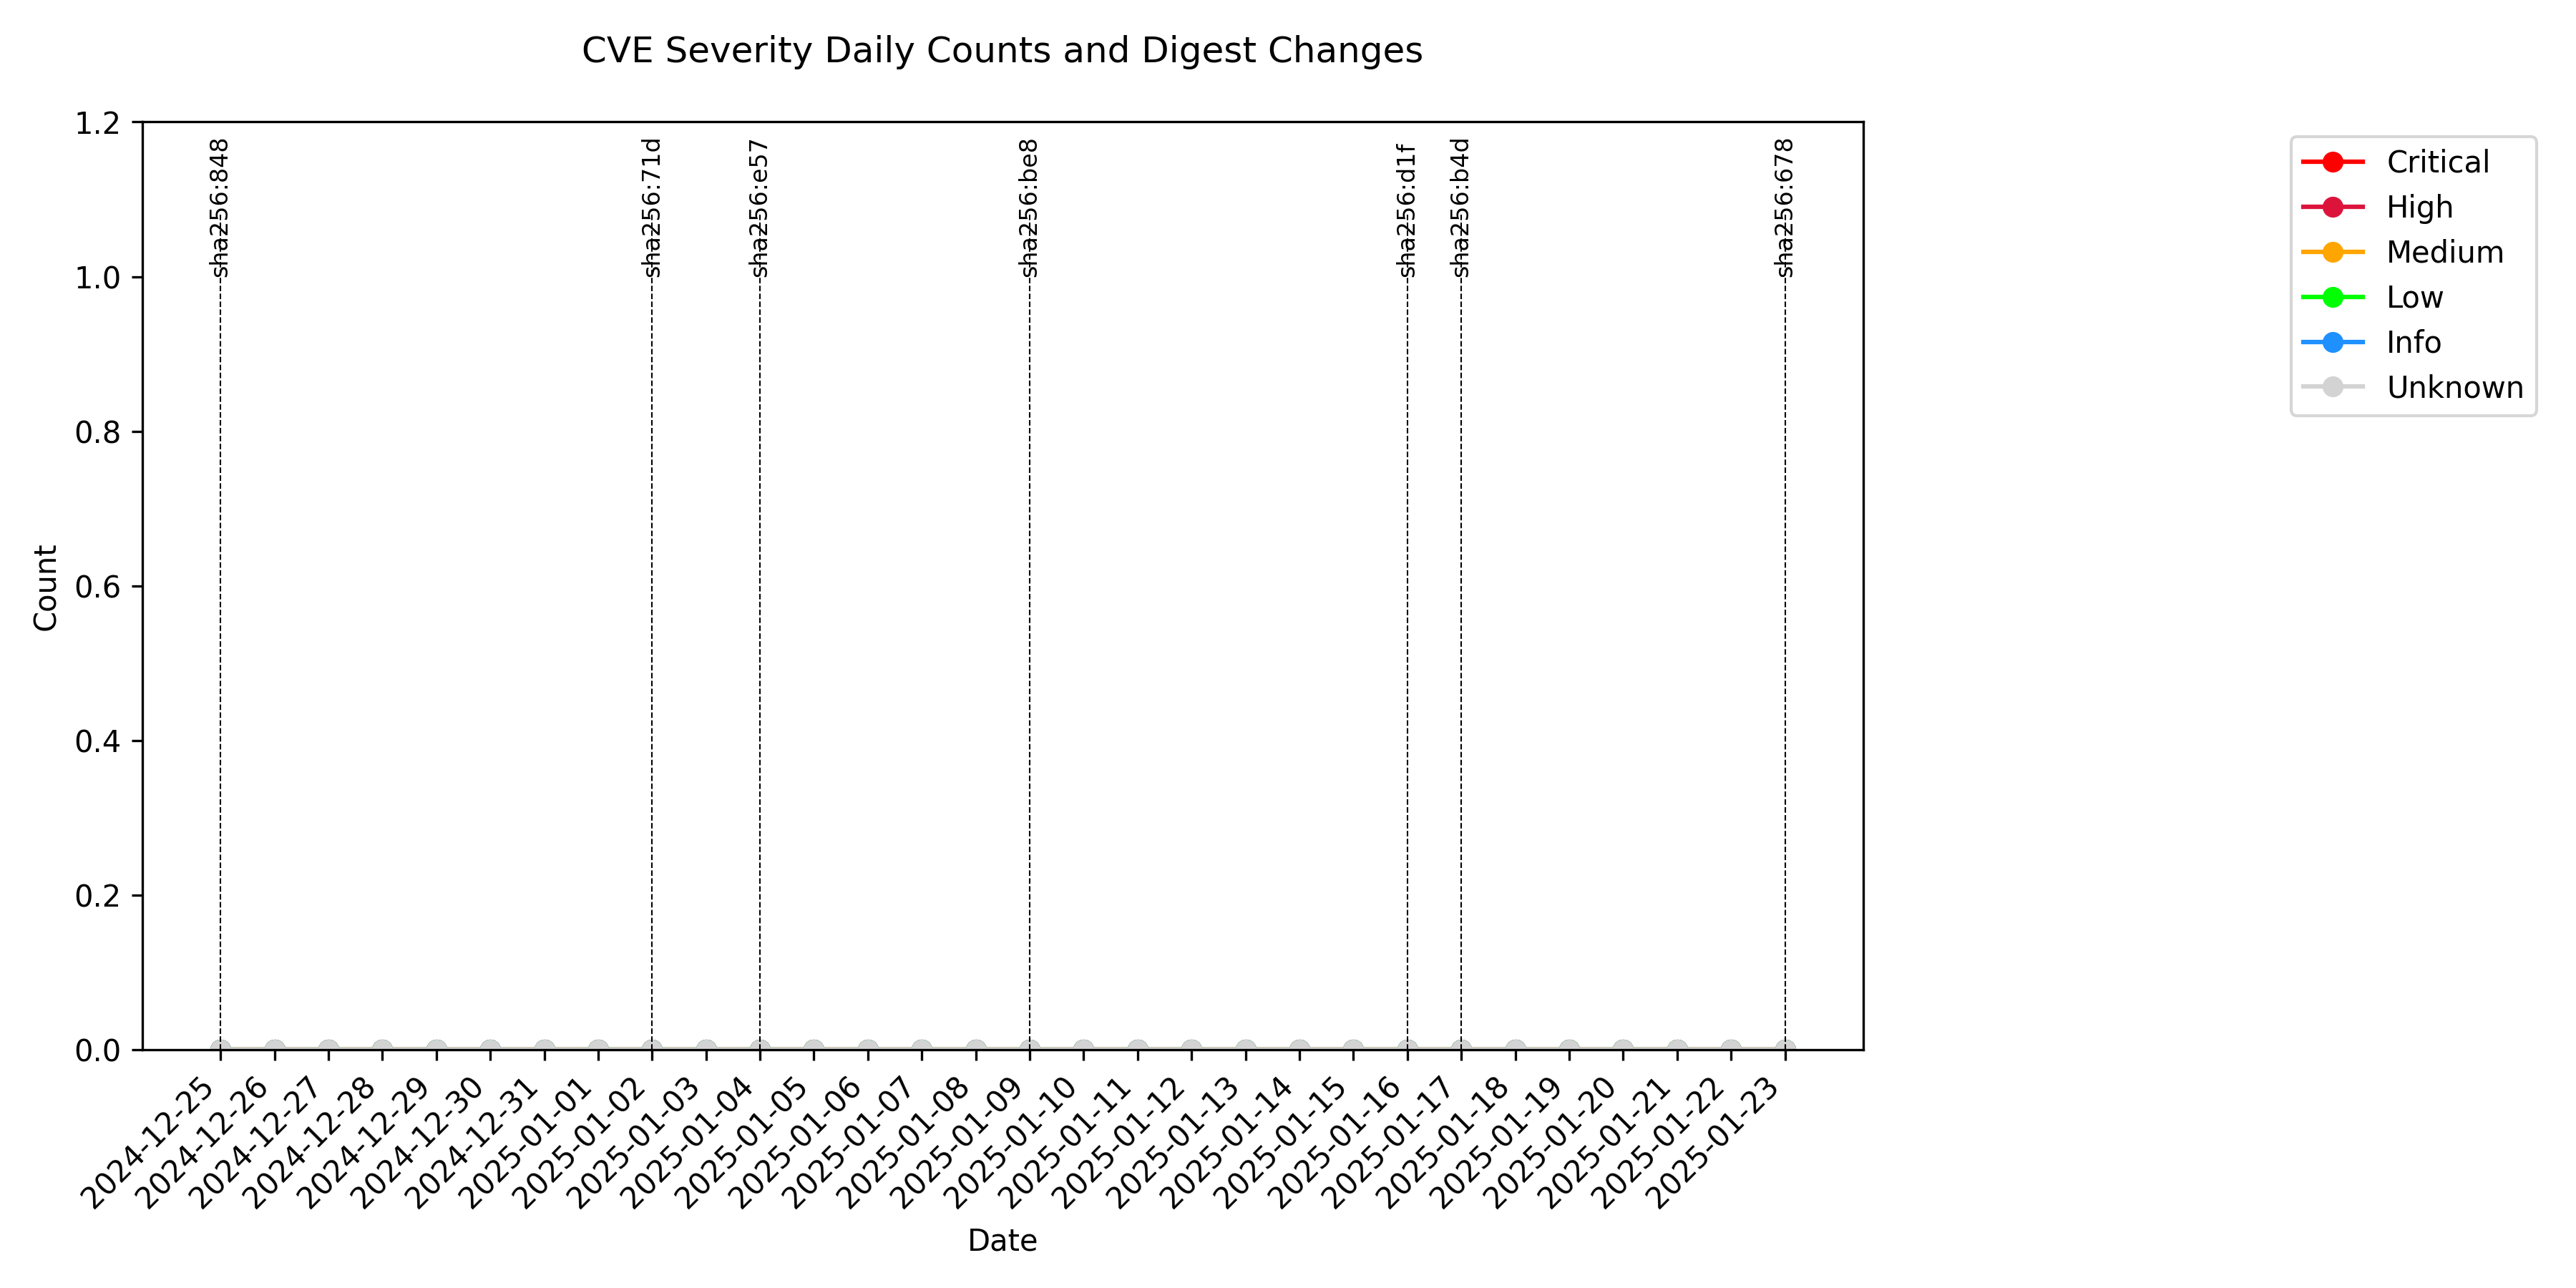 CVE Severity Daily Counts and Digest Changes
1.2
1.0
0.8
0.6
0.4
0.2
0.0
Count
sha256:848
sha256:71d
sha256:e57
sha256:be8
sha256:d1f
sha256:b4d
sha256:678
Critical
High
Medium
Low
Info
Unknown
2024-12-25
2024-12-26
2024-12-27
2024-12-28
2024-12-29
2024-12-30
2024-12-31
2025-01-01
2025-01-02
2025-01-03
2025-01-04
2025-01-05
2025-01-06
2025-01-07
2025-01-08
2025-01-09
2025-01-10
2025-01-11
2025-01-12
2025-01-13
2025-01-14
2025-01-15
2025-01-16
2025-01-17
2025-01-18
2025-01-19
2025-01-20
2025-01-21
2025-01-22
2025-01-23
Date